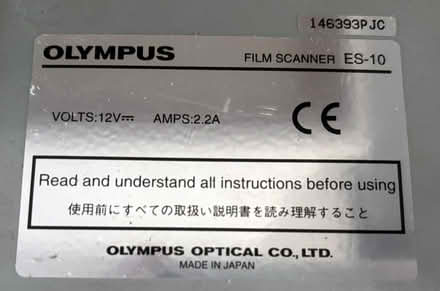 146393PJC
OLYMPUS FILM SCANNER ES-10
VOLTS:12V⎓ AMPS:2.2A CE
Read and understand all instructions before using
使用前にすべての取扱い説明書を読み理解すること
OLYMPUS OPTICAL CO., LTD.
MADE IN JAPAN